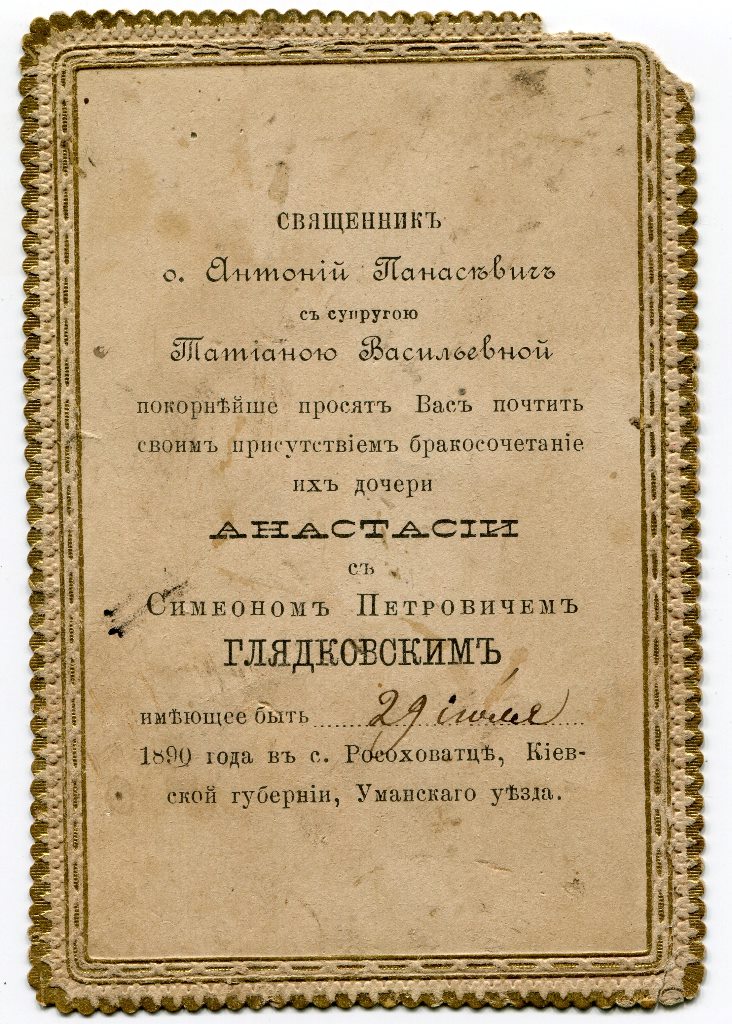 СВЯЩЕННИКЪ
о. Антоній Панасѣвичъ
съ супругою
Татіаною Васильевной
покорнѣйше просятъ Васъ почтить
своимъ присутствіемъ бракосочетаніе
ихъ дочери
АНАСТАСІИ
съ
Симеономъ Петровичемъ
ГЛЯДКОВСКИМЪ
имѣющее быть 29 іюля
1890 года въ с. Росоховатцѣ, Кіев-
ской губерніи, Уманскаго уѣзда.